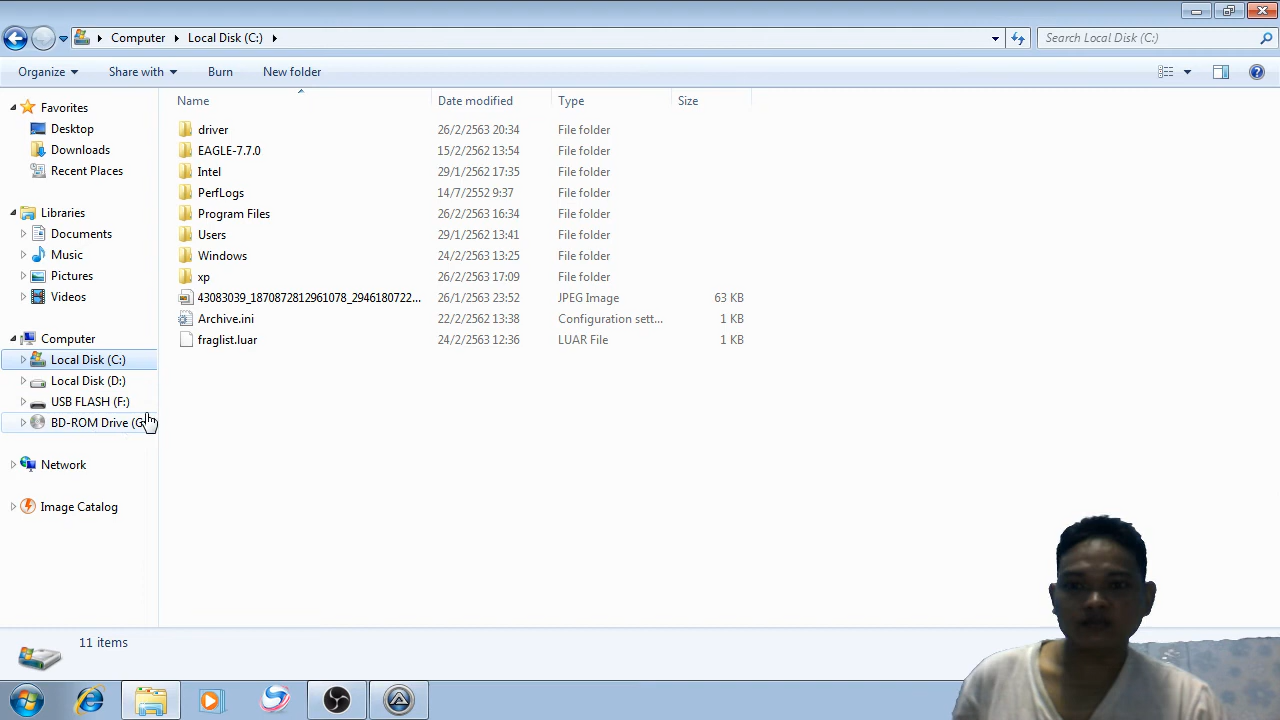 Computer Local Disk (C:) Search Local Disk (C:)
Organize Share with Burn New folder
Name Date modified Type Size
Favorites
Desktop
Downloads
Recent Places
Libraries
Documents
Music
Pictures
Videos
Computer
Local Disk (C:)
Local Disk (D:)
USB FLASH (F:)
BD-ROM Drive (G
Network
Image Catalog
driver 26/2/2563 20:34 File folder
EAGLE-7.7.0 15/2/2562 13:54 File folder
Intel 29/1/2562 17:35 File folder
PerfLogs 14/7/2552 9:37 File folder
Program Files 26/2/2563 16:34 File folder
Users 29/1/2562 13:41 File folder
Windows 24/2/2563 13:25 File folder
xp 26/2/2563 17:09 File folder
43083039_1870872812961078_2946180722... 26/1/2563 23:52 JPEG Image 63 KB
Archive.ini 22/2/2562 13:38 Configuration sett... 1 KB
fraglist.luar 24/2/2563 12:36 LUAR File 1 KB
11 items